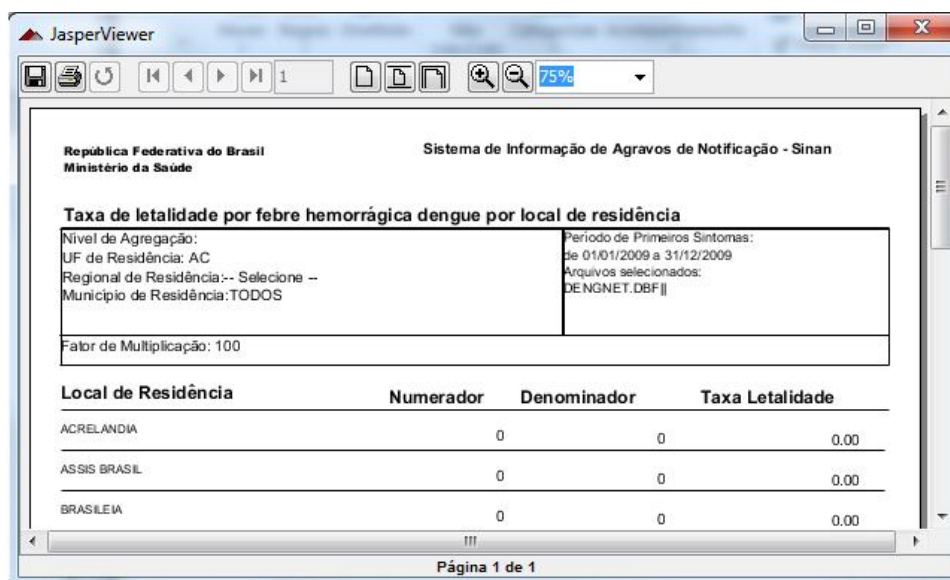 JasperViewer
1
75%
República Federativa do Brasil
Ministério da Saúde
Sistema de Informação de Agravos de Notificação - Sinan
Taxa de letalidade por febre hemorrágica dengue por local de residência
Nível de Agregação:
UF de Residência: AC
Regional de Residência:-- Selecione --
Município de Residência:TODOS
Período de Primeiros Sintomas:
de 01/01/2009 a 31/12/2009
Arquivos selecionados:
DENGNET.DBF||
Fator de Multiplicação: 100
Local de Residência Numerador Denominador Taxa Letalidade
ACRELANDIA 0 0 0.00
ASSIS BRASIL 0 0 0.00
BRASILEIA 0 0 0.00
Página 1 de 1